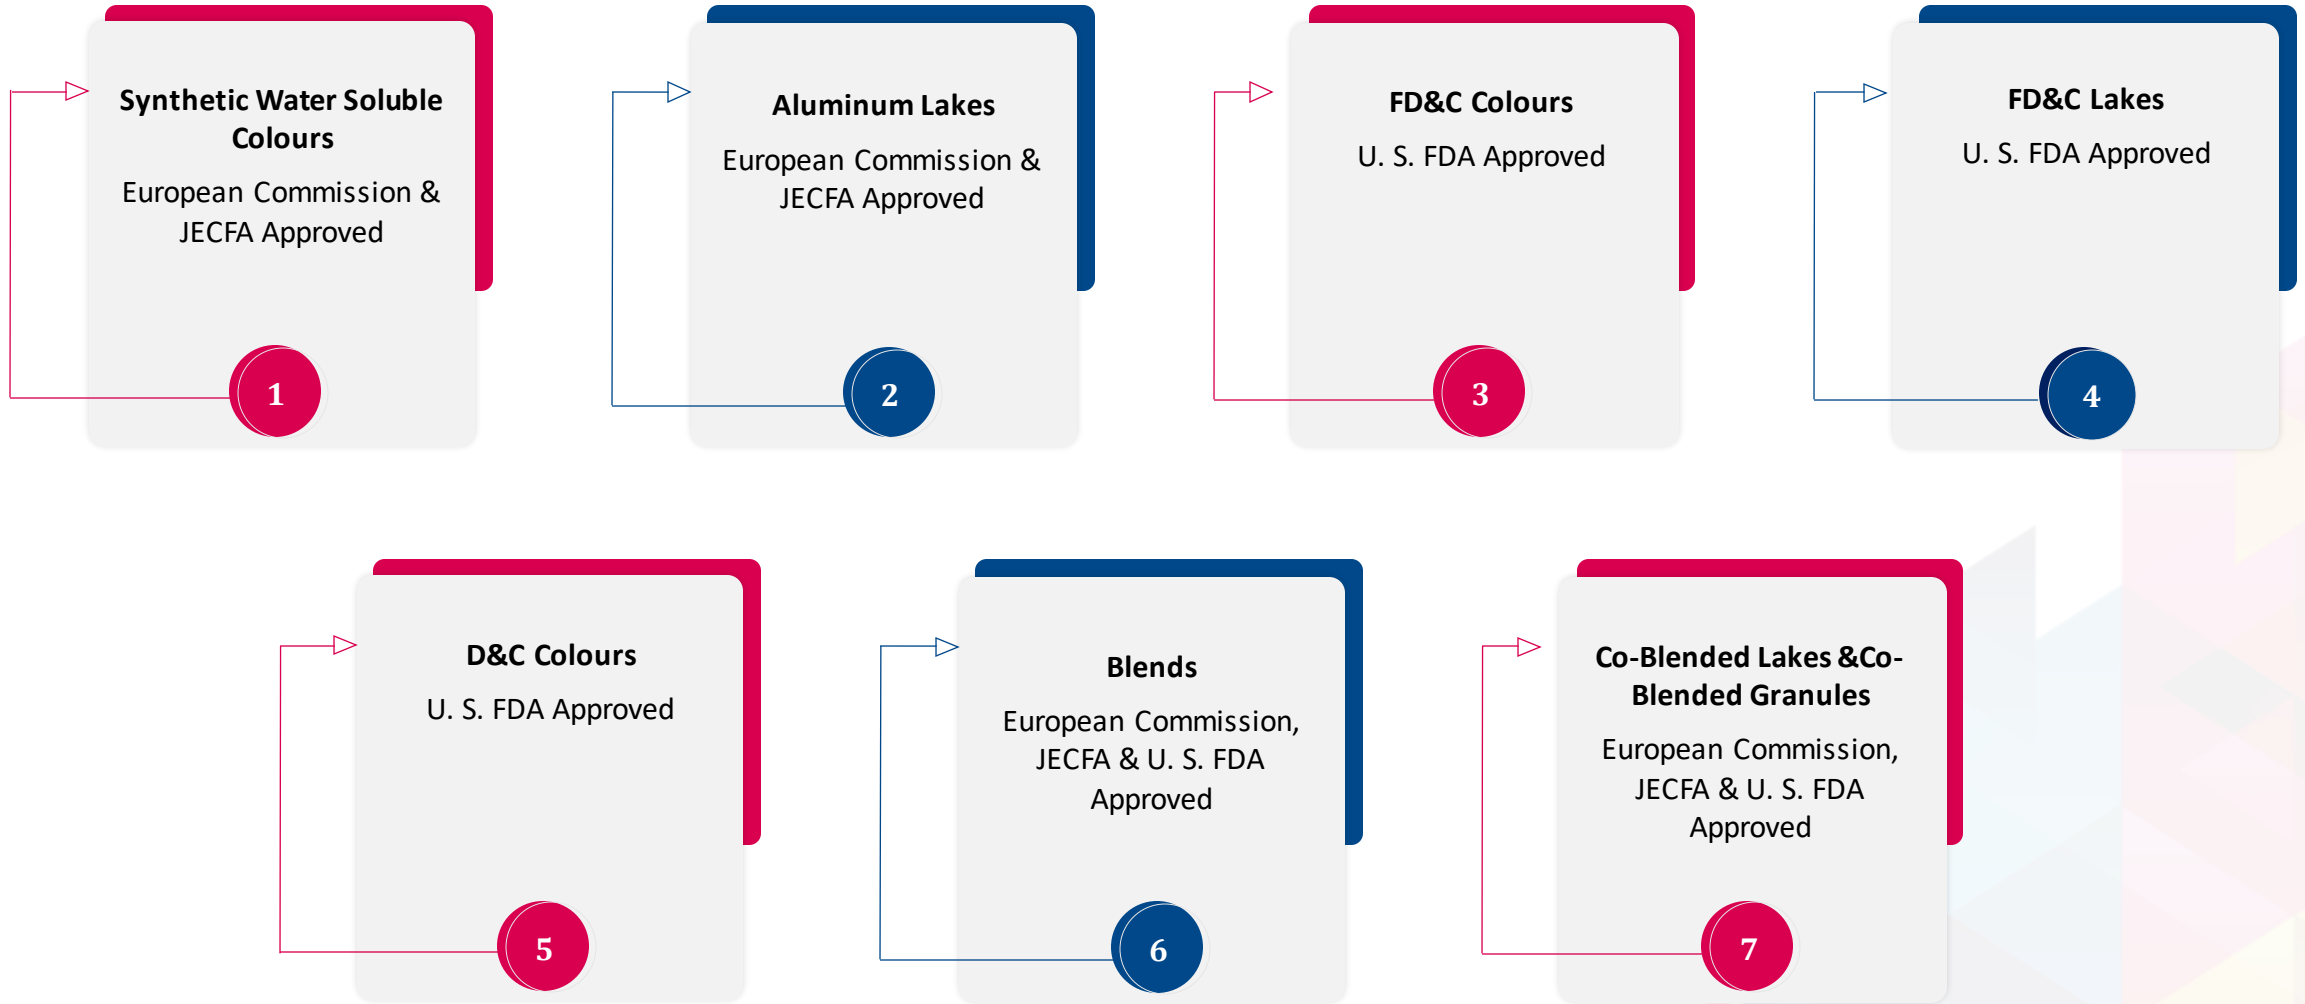 Synthetic Water Soluble
Colours
European Commission &
JECFA Approved
1
Aluminum Lakes
European Commission &
JECFA Approved
2
FD&C Colours
U. S. FDA Approved
3
FD&C Lakes
U. S. FDA Approved
4
D&C Colours
U. S. FDA Approved
5
Blends
European Commission,
JECFA & U. S. FDA
Approved
6
Co-Blended Lakes &Co-
Blended Granules
European Commission,
JECFA & U. S. FDA
Approved
7